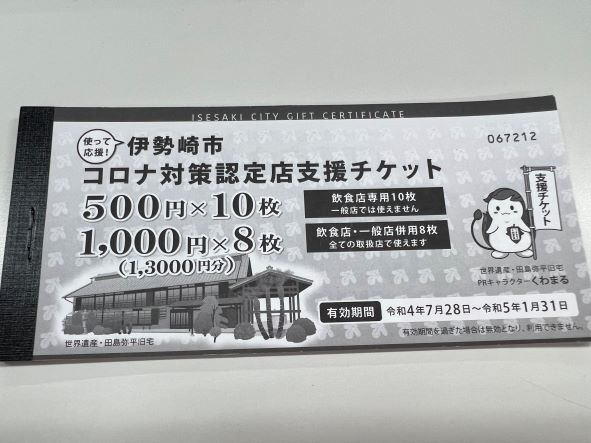 ISESAKI CITY GIFT CERTIFICATE
067212
使って
応援！
伊勢崎市
コロナ対策認定店支援チケット
500円×10枚
飲食店専用10枚
一般店では使えません
1,000円×8枚
飲食店・一般店併用8枚
全ての取扱店で使えます
(1,3000円分)
支援チケット
世界遺産・田島弥平旧宅
PRキャラクターくわまる
有効期間 令和4年7月28日～令和5年1月31日
有効期間を過ぎた場合は無効となり、利用できません。
世界遺産・田島弥平旧宅